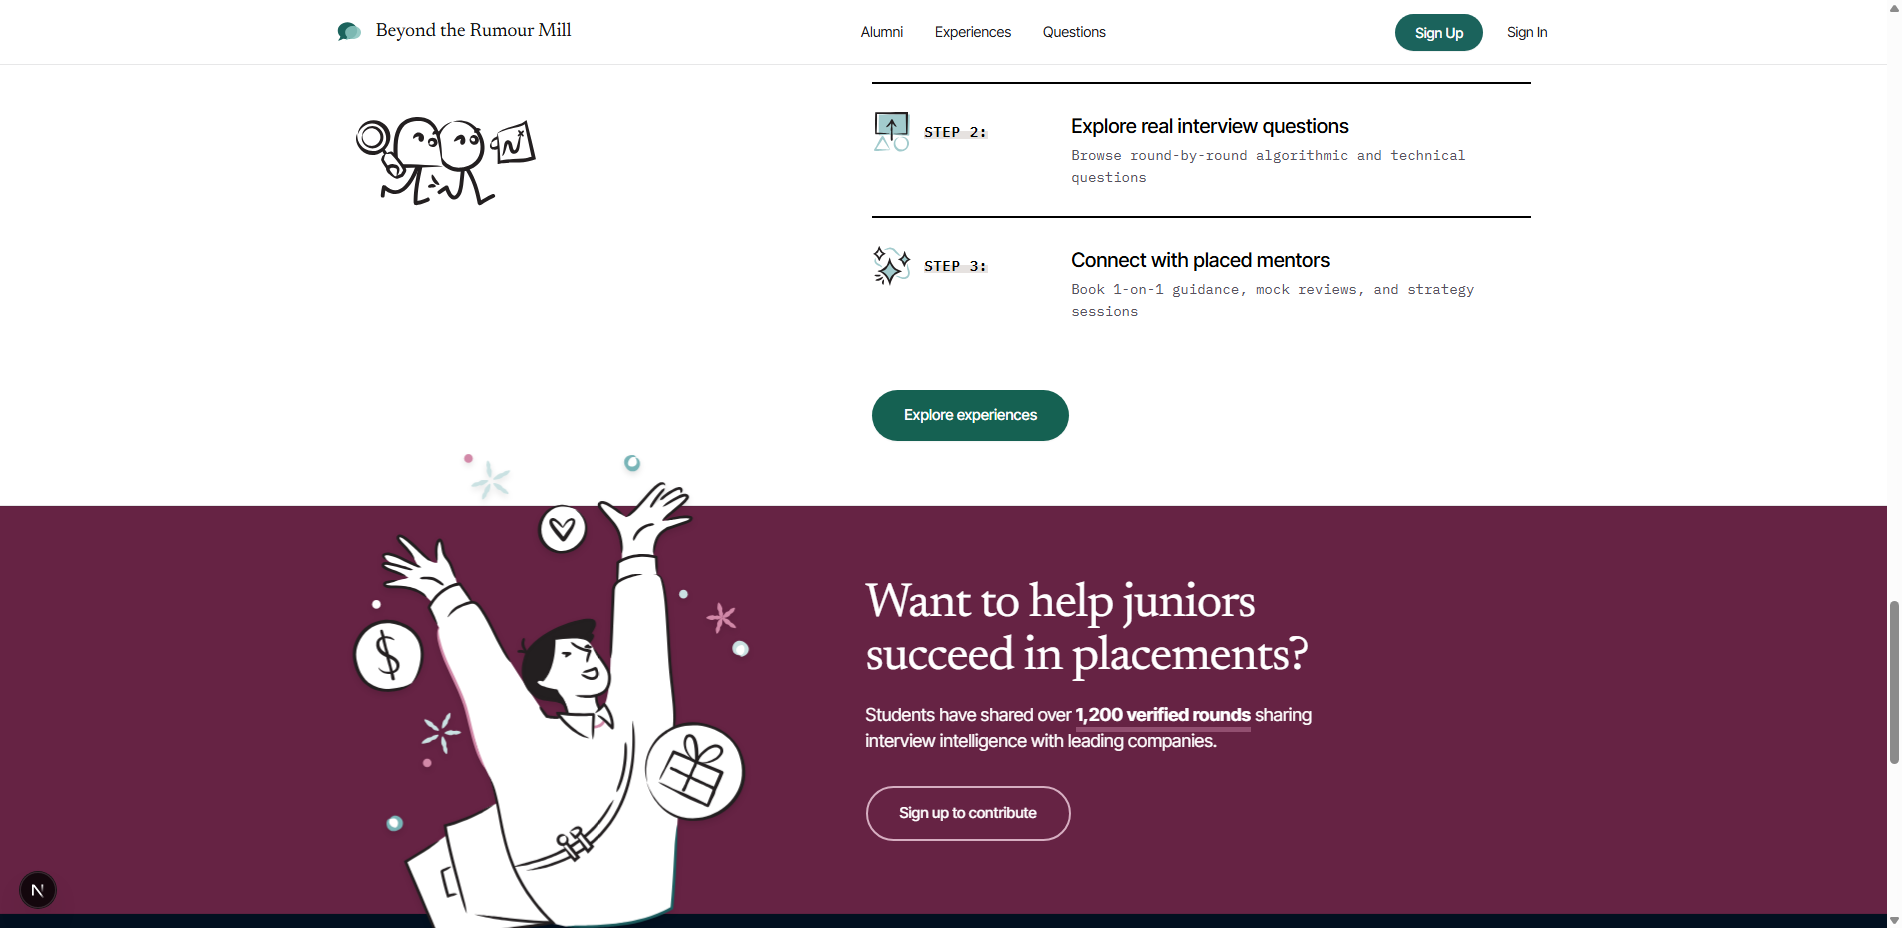 Beyond the Rumour Mill
Alumni
Experiences
Questions
Sign Up
Sign In
STEP 2:
Explore real interview questions
Browse round-by-round algorithmic and technical
questions
STEP 3:
Connect with placed mentors
Book 1-on-1 guidance, mock reviews, and strategy
sessions
Explore experiences
$
Want to help juniors
succeed in placements?
Students have shared over 1,200 verified rounds sharing
interview intelligence with leading companies.
Sign up to contribute
N